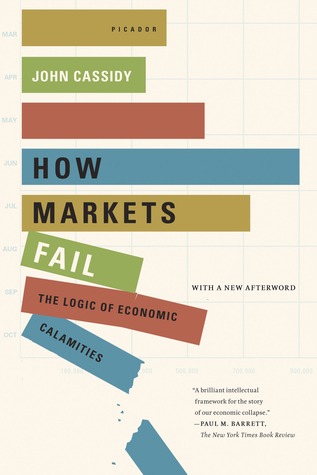 MAR
PICADOR
APR
JOHN CASSIDY
MAY
JUN
HOW
JUL
MARKETS
AUG
FAIL
WITH A NEW AFTERWORD
SEP
THE LOGIC OF ECONOMIC
OCT
CALAMITIES
“A brilliant intellectual
framework for the story
of our economic collapse.”
—PAUL M. BARRETT,
The New York Times Book Review